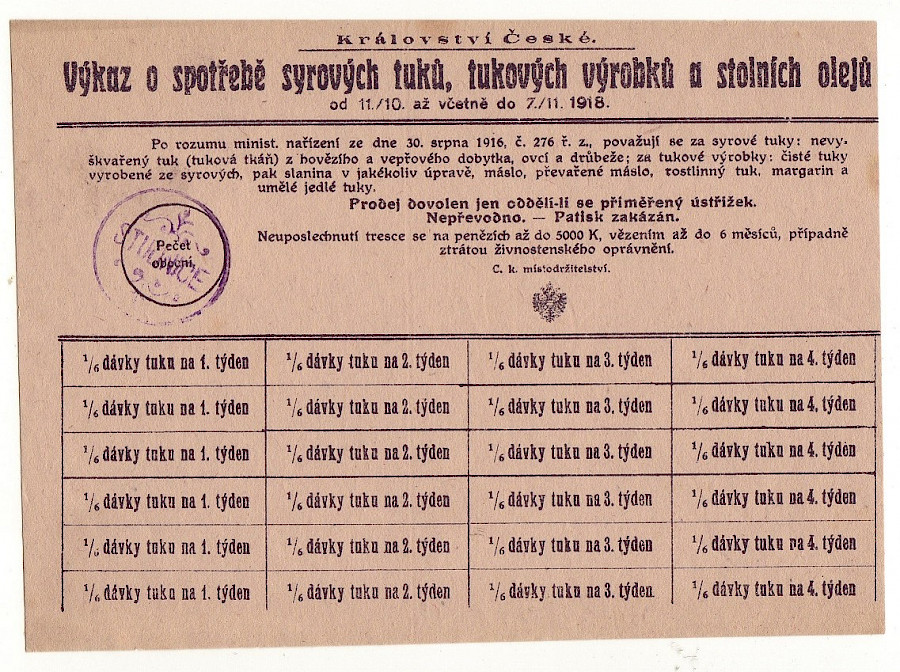 Království České.
Výkaz o spotřebě syrových tuků, tukových výrobků a stolních olejů
od 11./10. až včetně do 7./11. 1918.
Po rozumu minist. nařízení ze dne 30. srpna 1916, č. 276 ř. z., považují se za syrové tuky: nevy-
škvařený tuk (tuková tkáň) z hovězího a vepřového dobytka, ovcí a drůbeže; za tukové výrobky: čisté tuky
vyrobené ze syrových, pak slanina v jakékoliv úpravě, máslo, převařené máslo, rostlinný tuk, margarin a
umělé jedlé tuky.
Prodej dovolen jen oddělí-li se přiměřený ústřižek.
Nepřevodno. — Patisk zakázán.
Neuposlechnutí tresce se na penězích až do 5000 K, vězením až do 6 měsíců, případně
ztrátou živnostenského oprávnění.
C. k. místodržitelství.
Pečeť
obecní.
1/6 dávky tuku na 1. týden 1/6 dávky tuku na 2. týden 1/6 dávky tuku na 3. týden 1/6 dávky tuku na 4. týden
1/6 dávky tuku na 1. týden 1/6 dávky tuku na 2. týden 1/6 dávky tuku na 3. týden 1/6 dávky tuku na 4. týden
1/6 dávky tuku na 1. týden 1/6 dávky tuku na 2. týden 1/6 dávky tuku na 3. týden 1/6 dávky tuku na 4. týden
1/6 dávky tuku na 1. týden 1/6 dávky tuku na 2. týden 1/6 dávky tuku na 3. týden 1/6 dávky tuku na 4. týden
1/6 dávky tuku na 1. týden 1/6 dávky tuku na 2. týden 1/6 dávky tuku na 3. týden 1/6 dávky tuku na 4. týden
1/6 dávky tuku na 1. týden 1/6 dávky tuku na 2. týden 1/6 dávky tuku na 3. týden 1/6 dávky tuku na 4. týden